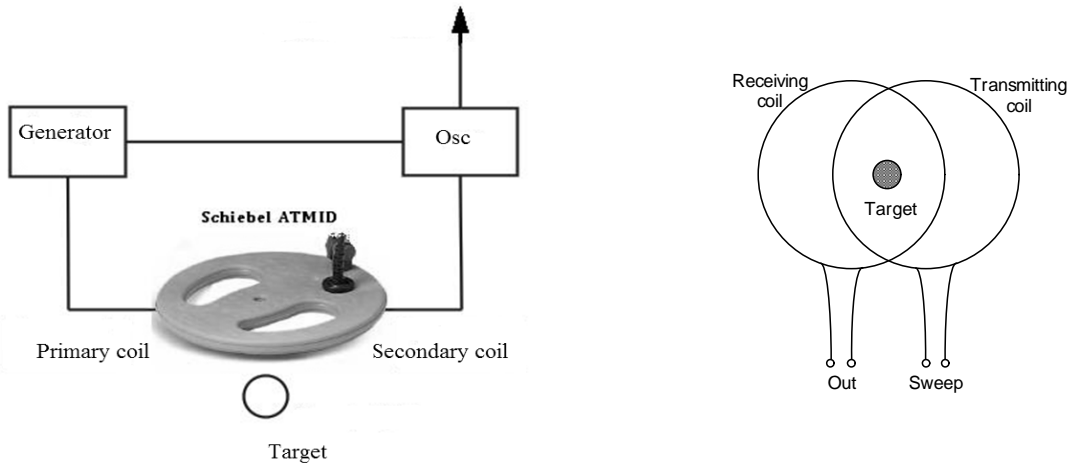 Generator
Osc
Schiebel ATMID
Primary coil
Secondary coil
Target
Receiving
coil
Transmitting
coil
Target
Out
Sweep